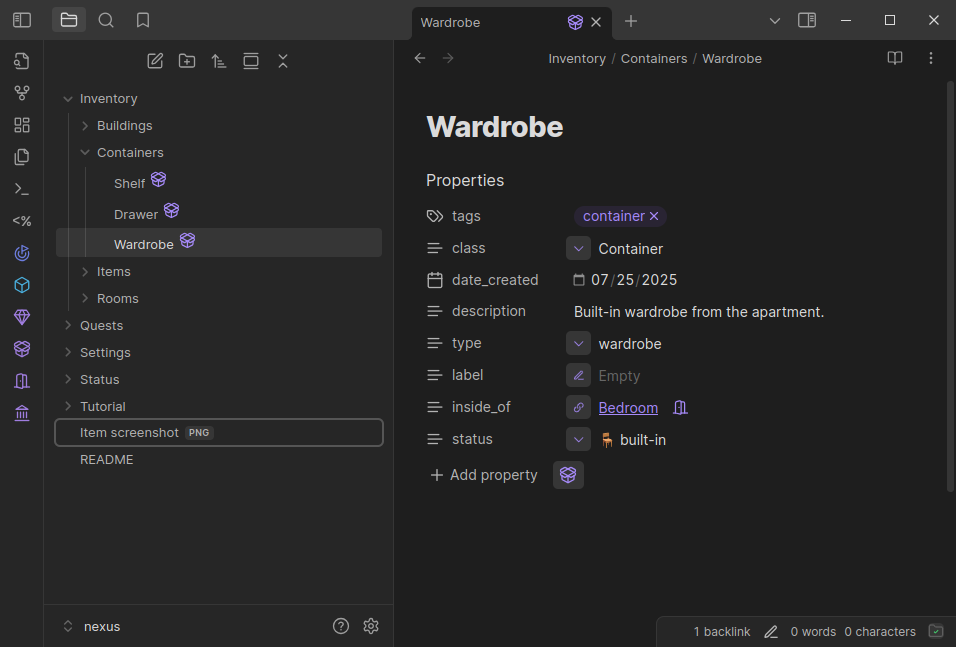 Wardrobe
Inventory / Containers / Wardrobe
Inventory
Buildings
Containers
Shelf
Drawer
Wardrobe
Items
Rooms
Quests
Settings
Status
Tutorial
Item screenshot PNG
README
nexus
<%
Wardrobe
Properties
tags container
class Container
date_created 07/25/2025
description Built-in wardrobe from the apartment.
type wardrobe
label Empty
inside_of Bedroom
status built-in
Add property
1 backlink 0 words 0 characters